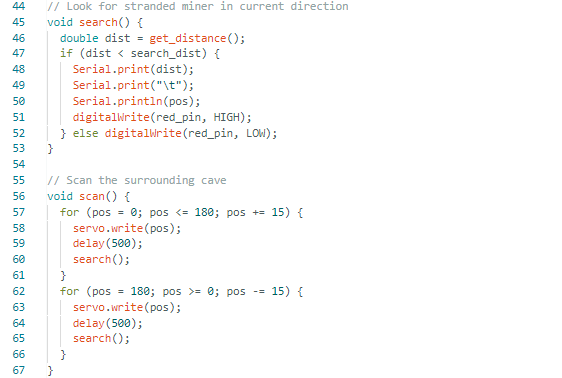 44 // Look for stranded miner in current direction
45 void search() {
46   double dist = get_distance();
47   if (dist < search_dist) {
48     Serial.print(dist);
49     Serial.print("\t");
50     Serial.println(pos);
51     digitalWrite(red_pin, HIGH);
52   } else digitalWrite(red_pin, LOW);
53 }
54
55 // Scan the surrounding cave
56 void scan() {
57   for (pos = 0; pos <= 180; pos += 15) {
58     servo.write(pos);
59     delay(500);
60     search();
61   }
62   for (pos = 180; pos >= 0; pos -= 15) {
63     servo.write(pos);
64     delay(500);
65     search();
66   }
67 }